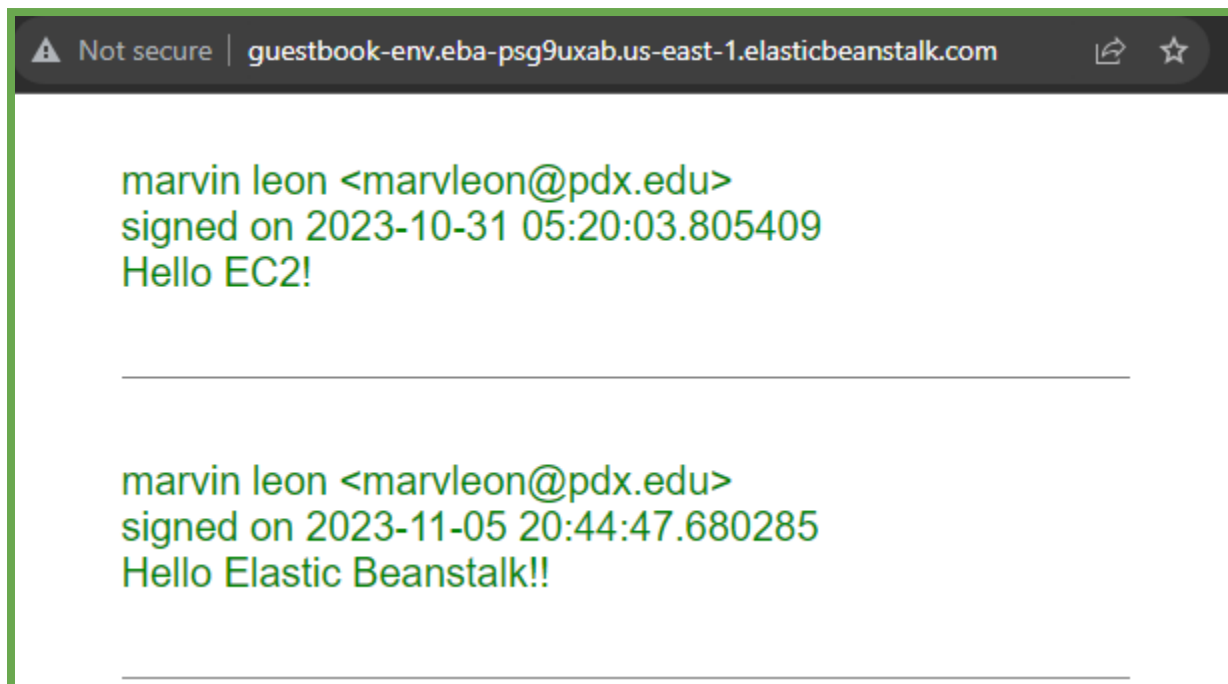 Not secure guestbook-env.eba-psg9uxab.us-east-1.elasticbeanstalk.com
marvin leon <marvleon@pdx.edu>
signed on 2023-10-31 05:20:03.805409
Hello EC2!
marvin leon <marvleon@pdx.edu>
signed on 2023-11-05 20:44:47.680285
Hello Elastic Beanstalk!!